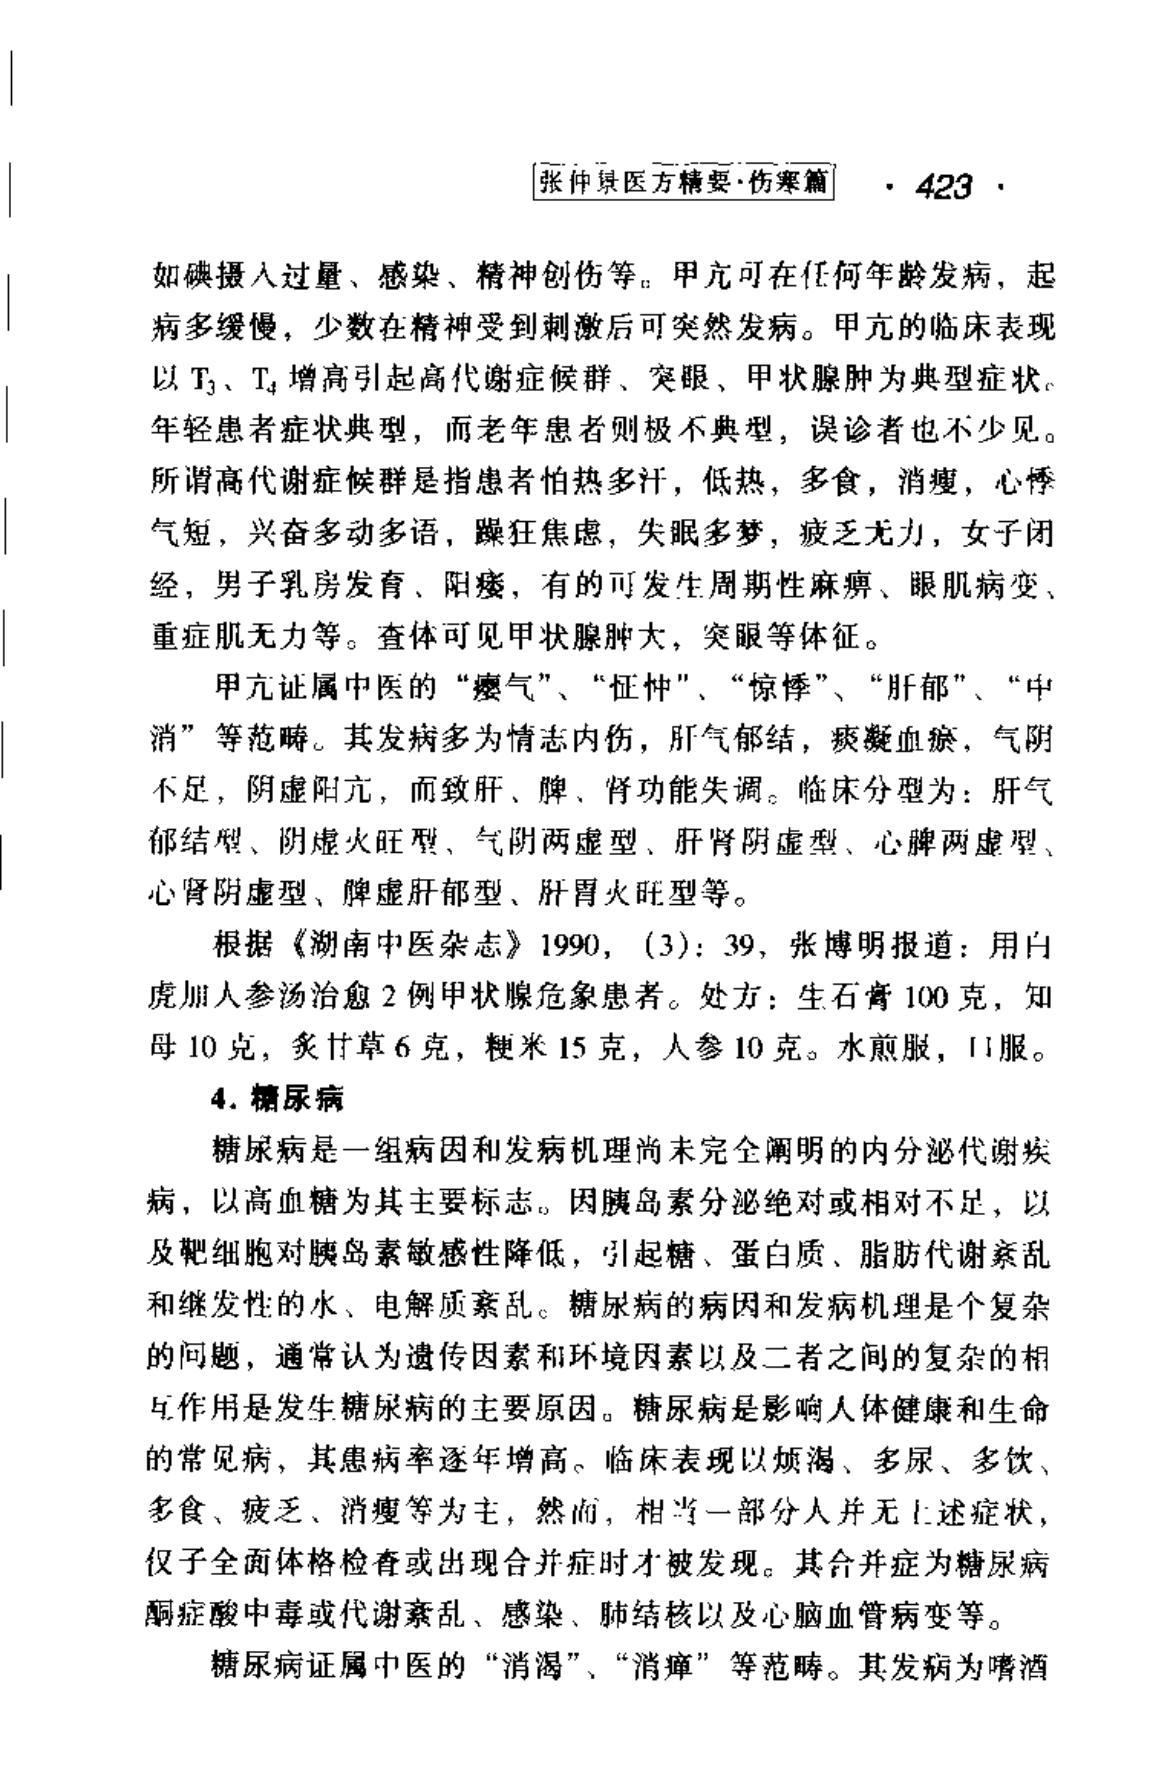 张仲景医方精要·伤寒篇 · 423 ·
如碘摄入过量、感染、精神创伤等。甲亢可在任何年龄发病，起
病多缓慢，少数在精神受到刺激后可突然发病。甲亢的临床表现
以 T₃、T₄ 增高引起高代谢症候群、突眼、甲状腺肿为典型症状。
年轻患者症状典型，而老年患者则极不典型，误诊者也不少见。
所谓高代谢症候群是指患者怕热多汗，低热，多食，消瘦，心悸
气短，兴奋多动多语，躁狂焦虑，失眠多梦，疲乏无力，女子闭
经，男子乳房发育、阳痿，有的可发生周期性麻痹、眼肌病变、
重症肌无力等。查体可见甲状腺肿大，突眼等体征。
甲亢证属中医的“瘿气”、“怔忡”、“惊悸”、“肝郁”、“中
消”等范畴。其发病多为情志内伤，肝气郁结，痰凝血瘀，气阴
不足，阴虚阳亢，而致肝、脾、肾功能失调。临床分型为：肝气
郁结型、阴虚火旺型、气阴两虚型、肝肾阴虚型、心脾两虚型、
心肾阴虚型、脾虚肝郁型、肝胃火旺型等。
根据《湖南中医杂志》1990，（3）：39，张博明报道：用白
虎加人参汤治愈 2 例甲状腺危象患者。处方：生石膏 100 克，知
母 10 克，炙甘草 6 克，粳米 15 克，人参 10 克。水煎服，口服。
4. 糖尿病
糖尿病是一组病因和发病机理尚未完全阐明的内分泌代谢疾
病，以高血糖为其主要标志。因胰岛素分泌绝对或相对不足，以
及靶细胞对胰岛素敏感性降低，引起糖、蛋白质、脂肪代谢紊乱
和继发性的水、电解质紊乱。糖尿病的病因和发病机理是个复杂
的问题，通常认为遗传因素和环境因素以及二者之间的复杂的相
互作用是发生糖尿病的主要原因。糖尿病是影响人体健康和生命
的常见病，其患病率逐年增高。临床表现以烦渴、多尿、多饮、
多食、疲乏、消瘦等为主，然而，相当一部分人并无上述症状，
仅子全面体格检查或出现合并症时才被发现。其合并症为糖尿病
酮症酸中毒或代谢紊乱、感染、肺结核以及心脑血管病变等。
糖尿病证属中医的“消渴”、“消瘅”等范畴。其发病为嗜酒